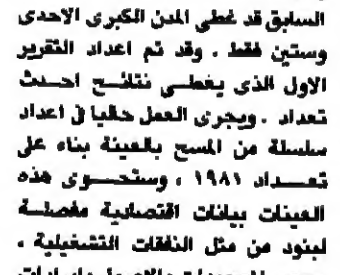 السابق قد غطي المدن الكبرى الاحدى
وستين فقط . وقد تم اعداد التقرير
الاول الذى يغطى نتائج احدث
تعداد . ويجرى العمل حاليا فى اعداد
سلسلة من المسح بالعينة بناء على
تعداد ١٩٨١ ، وستحوى هذه
العينات بيانات اقتصادية مفصلة
لبنود من مثل النفقات التشغيلية ،